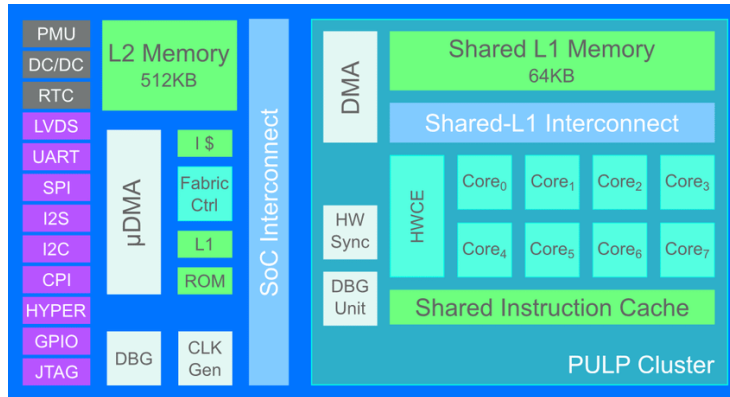 PMU
DC/DC
RTC
LVDS
UART
SPI
I2S
I2C
CPI
HYPER
GPIO
JTAG
L2 Memory
512KB
µDMA
I $
Fabric
Ctrl
L1
ROM
DBG
CLK
Gen
SoC Interconnect
DMA
Shared L1 Memory
64KB
Shared-L1 Interconnect
HW
Sync
DBG
Unit
HWCE
Core₀ Core₁ Core₂ Core₃
Core₄ Core₅ Core₆ Core₇
Shared Instruction Cache
PULP Cluster